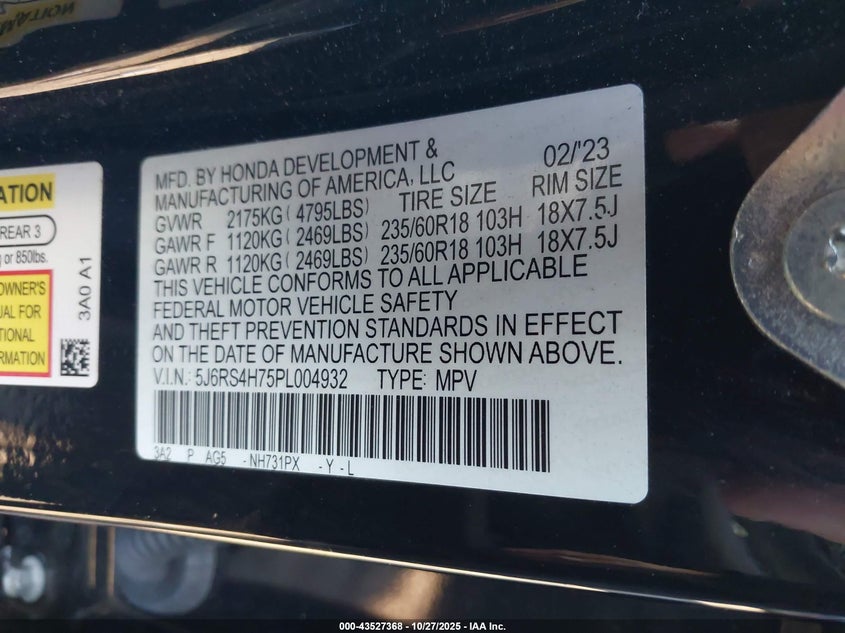 ATION
REAR 3
g or 850lbs.
OWNER'S
UAL FOR
TIONAL
ORMATION
3A0 A1
MFD. BY HONDA DEVELOPMENT & 02/'23
MANUFACTURING OF AMERICA, LLC TIRE SIZE RIM SIZE
GVWR 2175KG ( 4795LBS)
GAWR F 1120KG ( 2469LBS) 235/60R18 103H 18X7.5J
GAWR R 1120KG ( 2469LBS) 235/60R18 103H 18X7.5J
THIS VEHICLE CONFORMS TO ALL APPLICABLE
FEDERAL MOTOR VEHICLE SAFETY
AND THEFT PREVENTION STANDARDS IN EFFECT
ON THE DATE OF MANUFACTURE SHOWN ABOVE.
V.I.N.: 5J6RS4H75PL004932 TYPE: MPV
3A2 P AG5 - NH731PX - Y - L
000-43527368 | 10/27/2025 - IAA Inc.